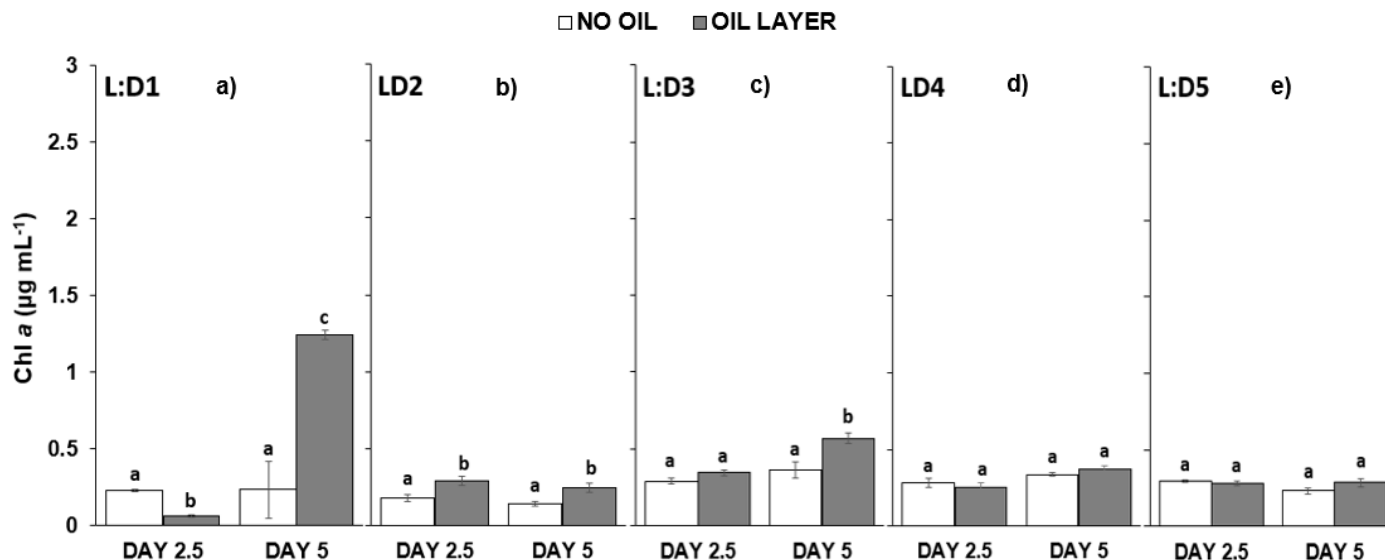 NO OIL OIL LAYER
L:D1 a) LD2 b) L:D3 c) LD4 d) L:D5 e)
Chl a (µg mL-1)
3
2.5
2
1.5
1
0.5
0
a b a c
a b a b
a a a b
a a a a
a a a a
DAY 2.5 DAY 5 DAY 2.5 DAY 5 DAY 2.5 DAY 5 DAY 2.5 DAY 5 DAY 2.5 DAY 5